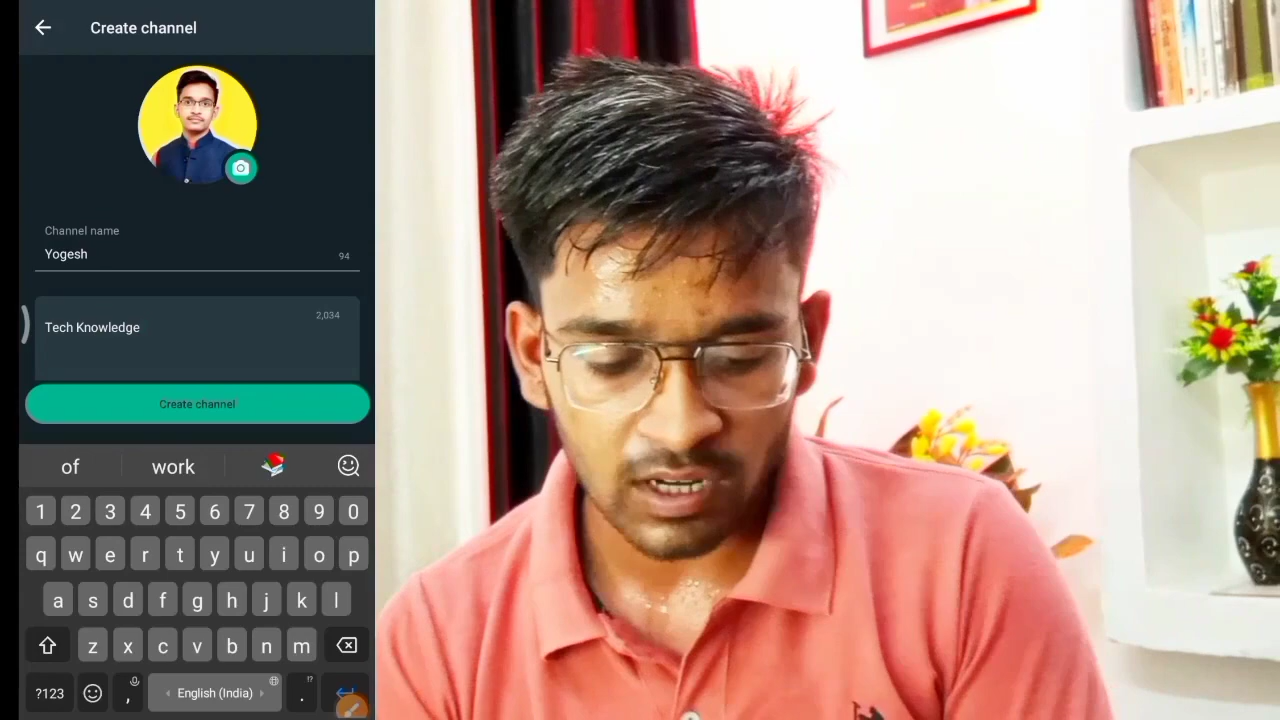 Create channel
Channel name
Yogesh
94
2,034
Tech Knowledge
Create channel
of work
1 2 3 4 5 6 7 8 9 0
q w e r t y u i o p
a s d f g h j k l
z x c v b n m
?123 , English (India) . !?